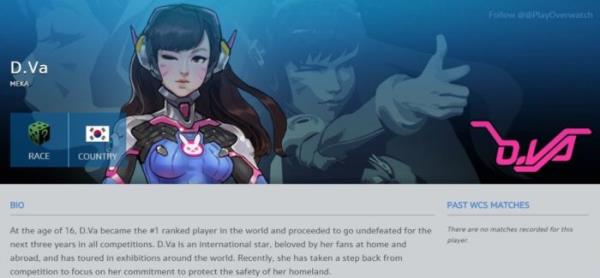 Follow @@PlayOverwatch
D.Va
MEKA
RACE
COUNTRY
D.VA
BIO
At the age of 16, D.Va became the #1 ranked player in the world and proceeded to go undefeated for the
next three years in all competitions. D.Va is an international star, beloved by her fans at home and
abroad, and has toured in exhibitions around the world. Recently, she has taken a step back from
competition to focus on her commitment to protect the safety of her homeland.
PAST WCS MATCHES
There are no matches recorded for this
player.